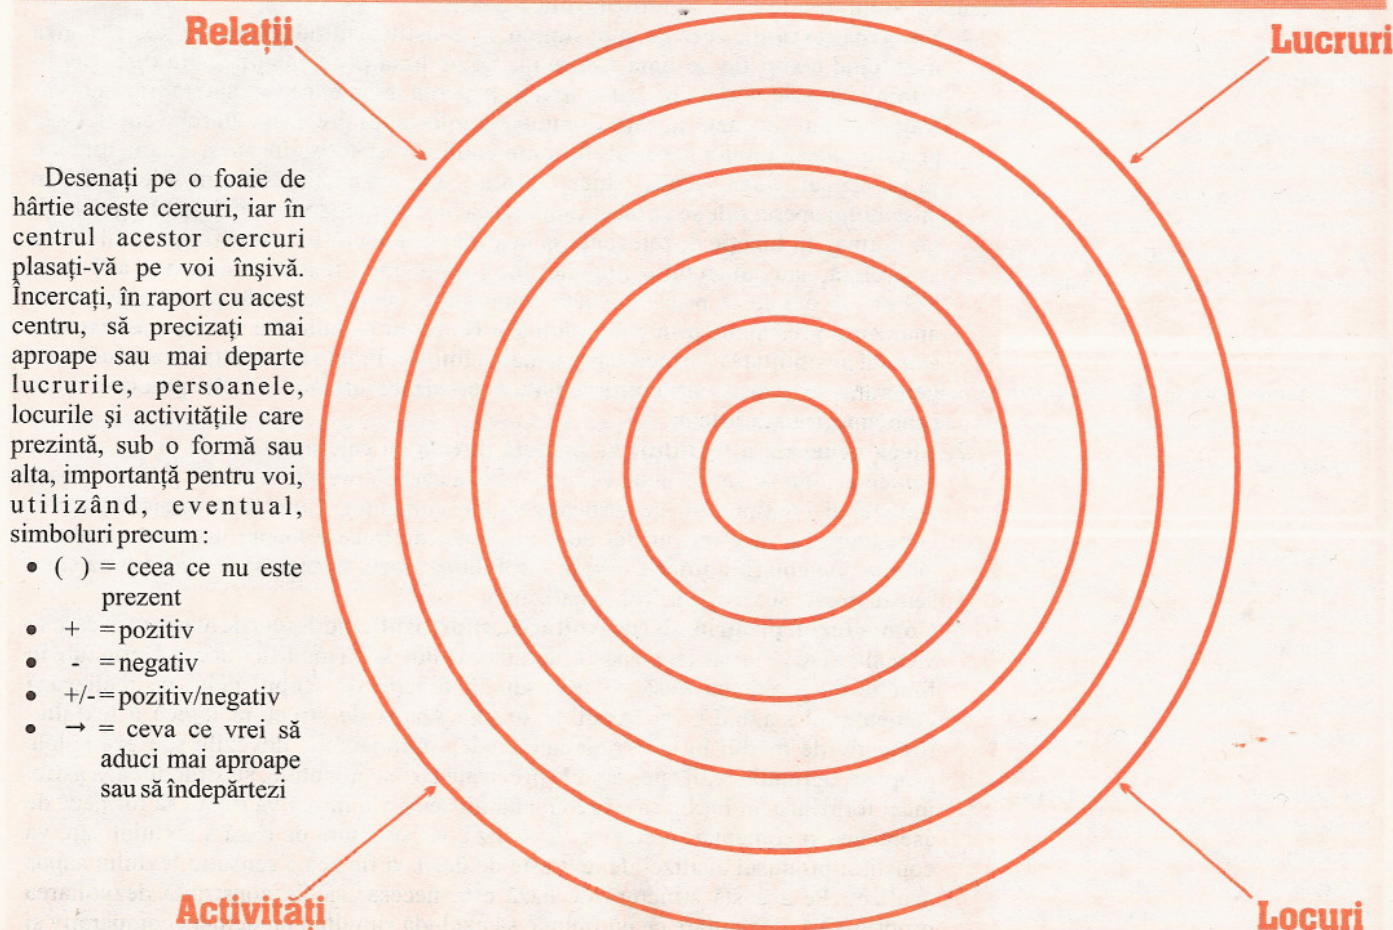 Relații
Lucruri
Desenați pe o foaie de
hârtie aceste cercuri, iar în
centrul acestor cercuri
plasați-vă pe voi înşivă.
Încercați, în raport cu acest
centru, să precizați mai
aproape sau mai departe
lucrurile, persoanele,
locurile şi activitățile care
prezintă, sub o formă sau
alta, importanță pentru voi,
utilizând, eventual,
simboluri precum :
• ( ) = ceea ce nu este
prezent
• + = pozitiv
• - = negativ
• +/- = pozitiv/negativ
• → = ceva ce vrei să
aduci mai aproape
sau să îndepărtezi
Activități
Locuri